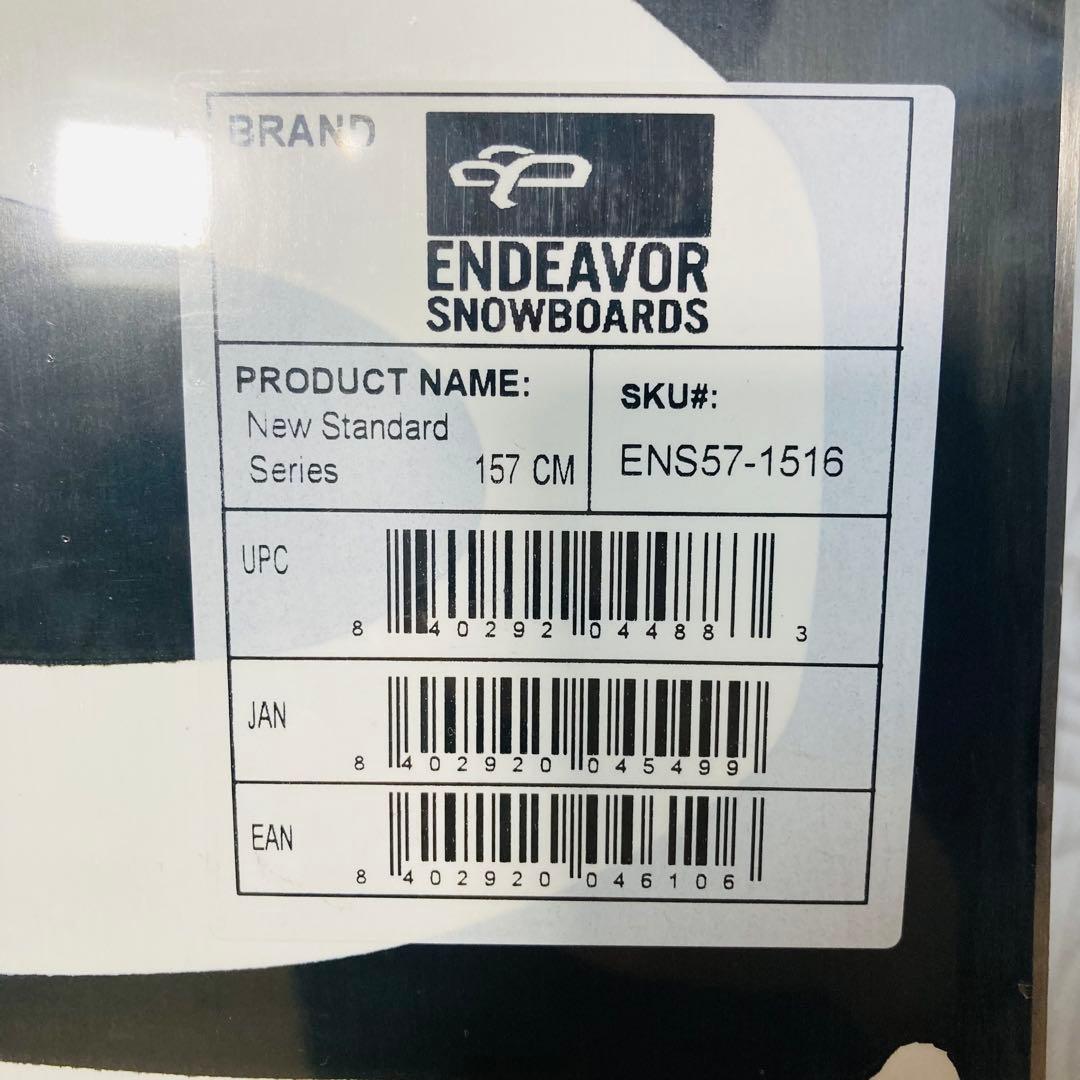 BRAND
ENDEAVOR
SNOWBOARDS
PRODUCT NAME:
New Standard
Series 157 CM
SKU#:
ENS57-1516
UPC
8 40292 04488 3
JAN
8 402920 045499
EAN
8 402920 046106